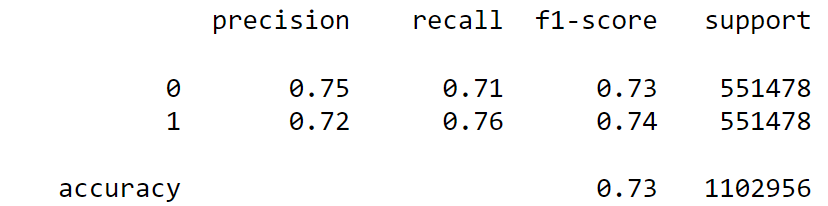 precision recall f1-score support
0 0.75 0.71 0.73 551478
1 0.72 0.76 0.74 551478
accuracy 0.73 1102956